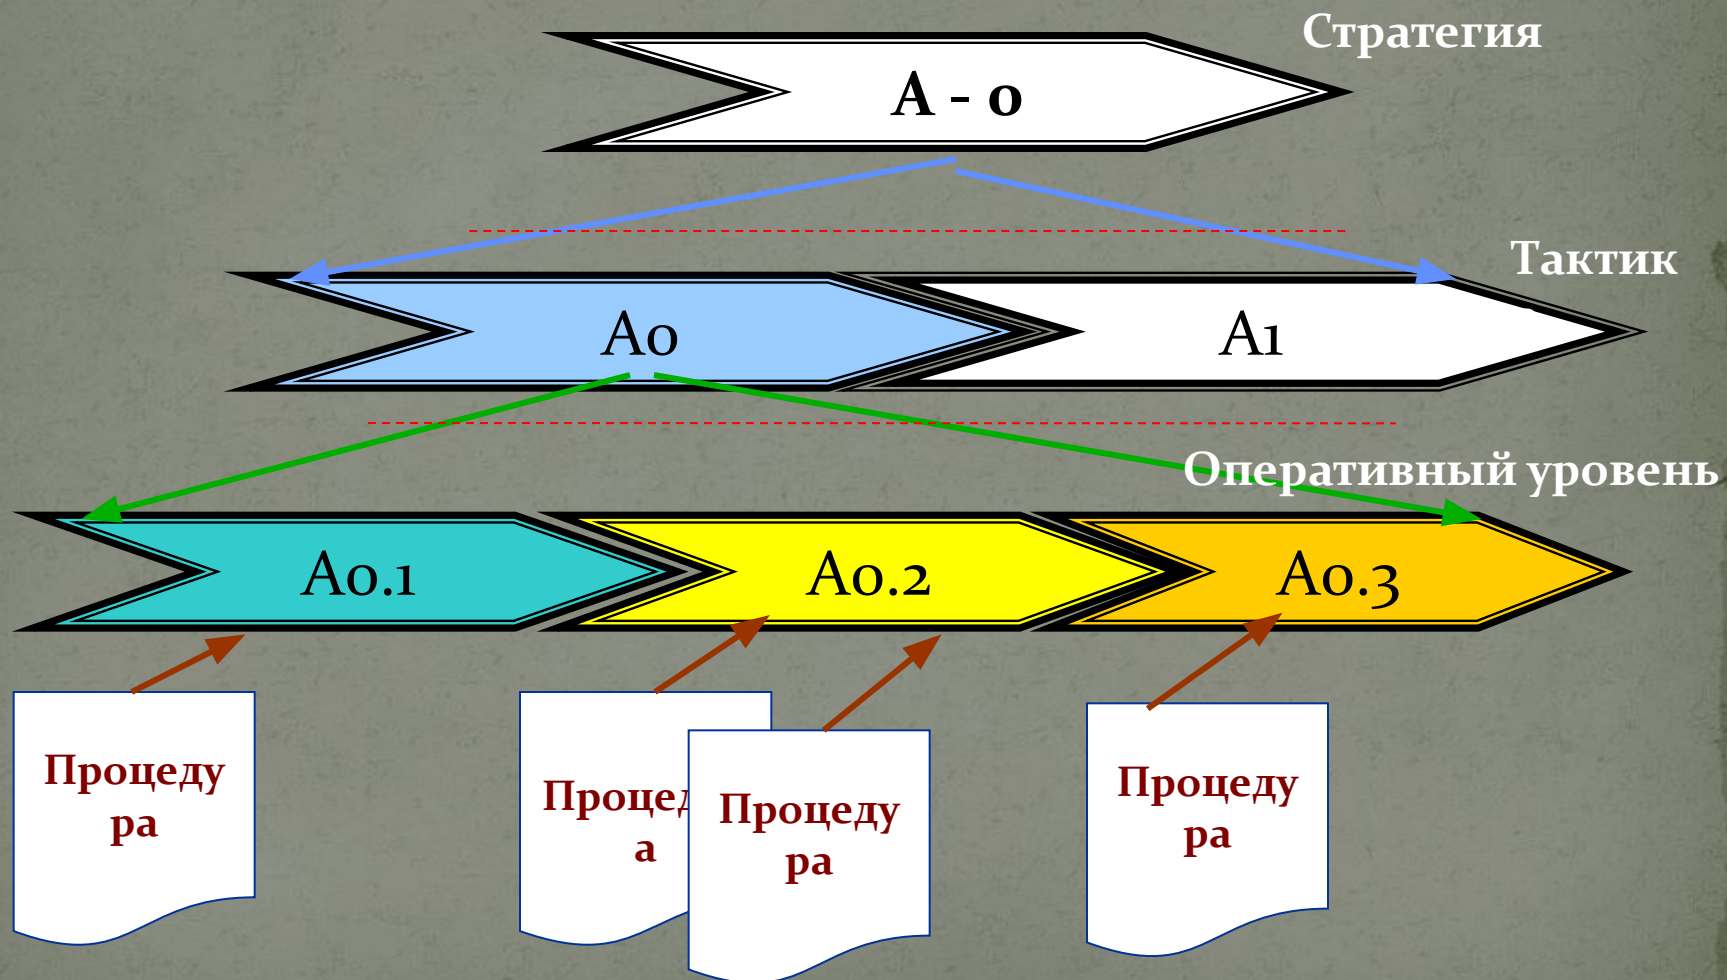 Стратегия
А - 0
Тактик
А0
А1
Оперативный уровень
А0.1
А0.2
А0.3
Процеду
ра
а
Процеду
ра
Процеду
ра